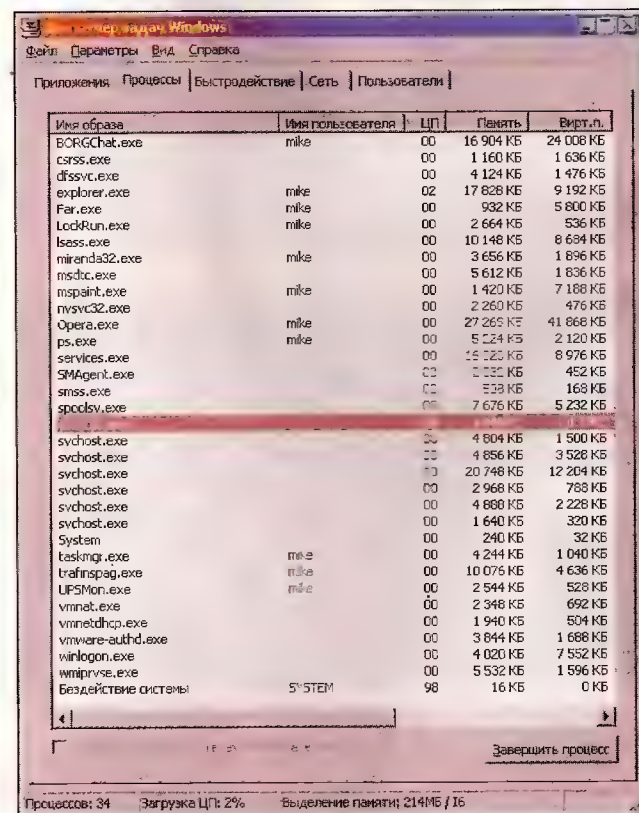 Windows
Файл Параметры Вид Справка
Приложения Процессы Быстродействие Сеть Пользователи
Имя образа Имя пользователя ЦП Память Вирт.п.
BORGChat.exe mike 00 16 904 КБ 24 008 КБ
csrss.exe 00 1 160 КБ 1 636 КБ
dfssvc.exe 00 4 124 КБ 1 476 КБ
explorer.exe mike 02 17 828 КБ 9 192 КБ
Far.exe mike 00 932 КБ 5 800 КБ
LockRun.exe mike 00 2 664 КБ 536 КБ
lsass.exe 00 10 148 КБ 8 684 КБ
miranda32.exe mike 00 3 656 КБ 1 896 КБ
msdtc.exe 00 5 612 КБ 1 836 КБ
mspaint.exe mike 00 1 420 КБ 7 188 КБ
nvsvc32.exe 00 2 260 КБ 476 КБ
Opera.exe mike 00 41 868 КБ
ps.exe mike 00 2 120 КБ
services.exe 00 8 976 КБ
SMAgent.exe 452 КБ
smss.exe 168 КБ
spoolsv.exe 7 676 КБ 5 232 КБ
svchost.exe 4 804 КБ 1 500 КБ
svchost.exe 4 856 КБ 3 528 КБ
svchost.exe 20 748 КБ 12 204 КБ
svchost.exe 00 2 968 КБ 788 КБ
svchost.exe 00 4 888 КБ 2 228 КБ
svchost.exe 00 1 640 КБ 320 КБ
System 00 240 КБ 32 КБ
taskmgr.exe mike 00 4 244 КБ 1 040 КБ
trafinspag.exe mike 00 10 076 КБ 4 636 КБ
UPSMon.exe mike 00 2 544 КБ 528 КБ
vmnat.exe 00 2 348 КБ 692 КБ
vmnetdhcp.exe 00 1 940 КБ 504 КБ
vmware-authd.exe 00 3 844 КБ 1 688 КБ
winlogon.exe 00 4 020 КБ 7 552 КБ
wmiprvse.exe 00 5 532 КБ 1 596 КБ
Бездействие системы SYSTEM 98 16 КБ 0 КБ
Завершить процесс
Процессов: 34 Загрузка ЦП: 2% Выделение памяти: 214МБ / 16